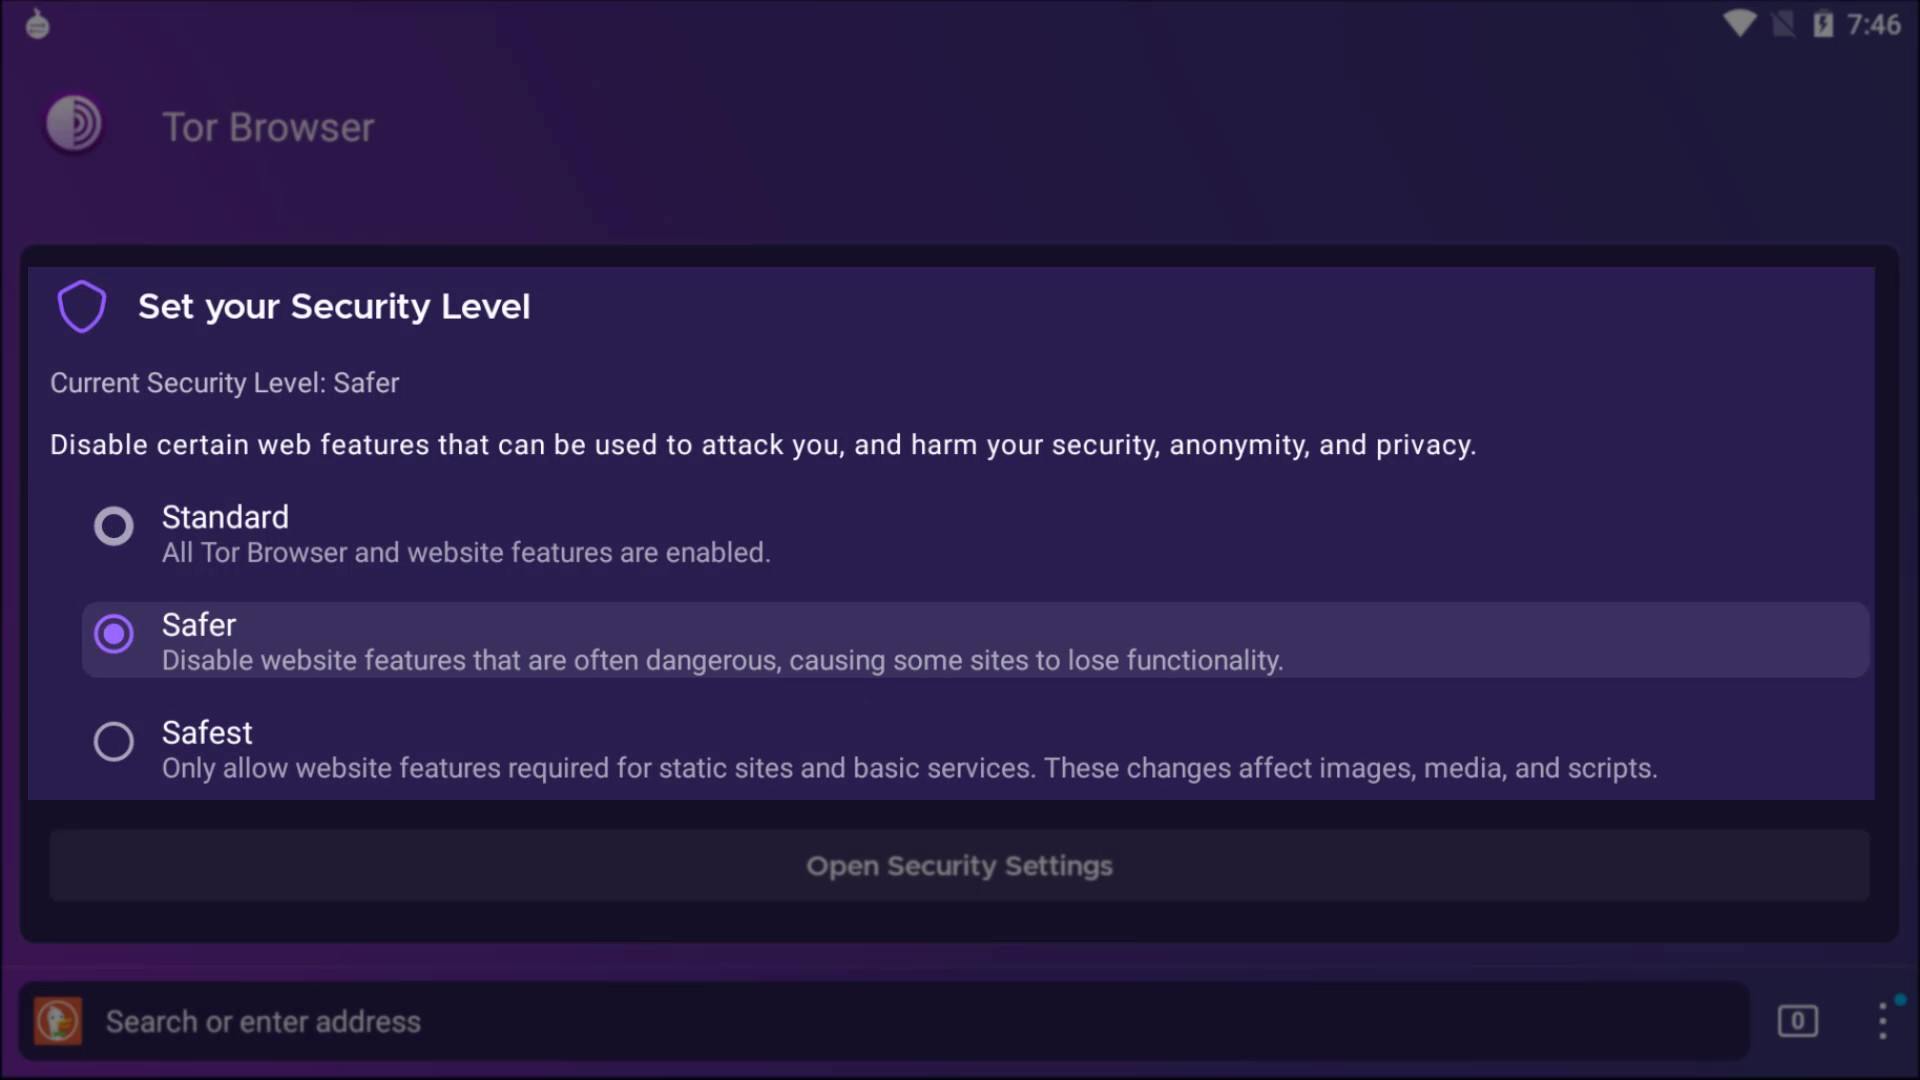 7:46
Tor Browser
Set your Security Level
Current Security Level: Safer
Disable certain web features that can be used to attack you, and harm your security, anonymity, and privacy.
Standard
All Tor Browser and website features are enabled.
Safer
Disable website features that are often dangerous, causing some sites to lose functionality.
Safest
Only allow website features required for static sites and basic services. These changes affect images, media, and scripts.
Open Security Settings
Search or enter address
0